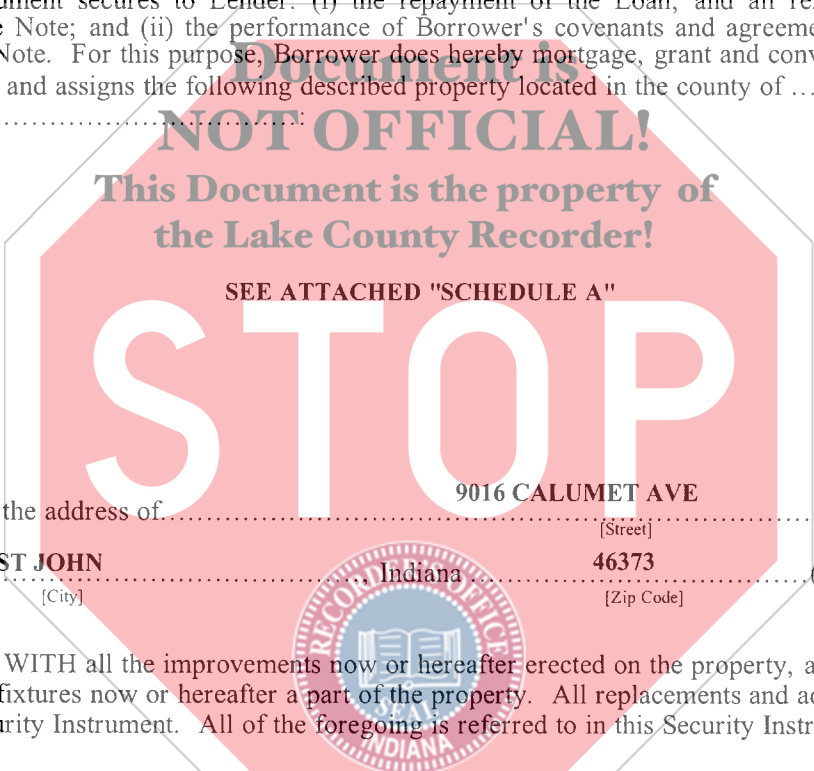 ument secures to Lender: (i) the repayment of the Loan, and all re
e Note; and (ii) the performance of Borrower's covenants and agreeme
Note. For this purpose, Borrower does hereby mortgage, grant and conv
Document is
and assigns the following described property located in the county of ...
....................................................:
NOT OFFICIAL!
This Document is the property of
the Lake County Recorder!
SEE ATTACHED "SCHEDULE A"
STOP
9016 CALUMET AVE
the address of............................................................................................
[Street]
ST JOHN ..............................................., Indiana ................. 46373 ..........................(
[City] [Zip Code]
WITH all the improvements now or hereafter erected on the property, a
fixtures now or hereafter a part of the property. All replacements and ad
urity Instrument. All of the foregoing is referred to in this Security Instr
RECORDER OFFICE
SEAL
INDIANA